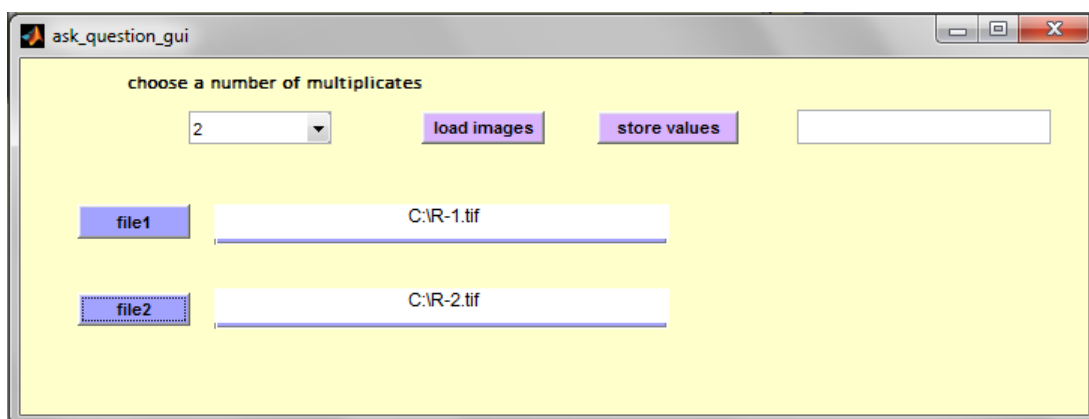 ask_question_gui
choose a number of multiplicates
2 load images store values
file1 C:\R-1.tif
file2 C:\R-2.tif